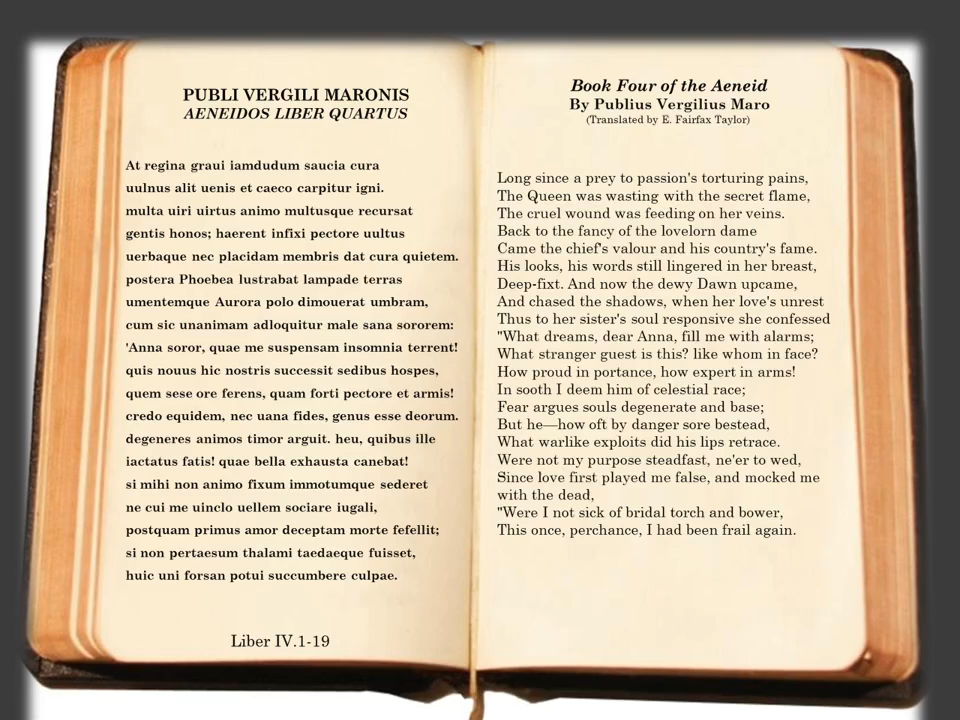 PUBLI VERGILI MARONIS
AENEIDOS LIBER QUARTUS
At regina graui iamdudum saucia cura
uulnus alit uenis et caeco carpitur igni.
multa uiri uirtus animo multusque recursat
gentis honos; haerent infixi pectore uultus
uerbaque nec placidam membris dat cura quietem.
postera Phoebea lustrabat lampade terras
umentemque Aurora polo dimouerat umbram,
cum sic unanimam adloquitur male sana sororem:
'Anna soror, quae me suspensam insomnia terrent!
quis nouus hic nostris successit sedibus hospes,
quem sese ore ferens, quam forti pectore et armis!
credo equidem, nec uana fides, genus esse deorum.
degeneres animos timor arguit. heu, quibus ille
iactatus fatis! quae bella exhausta canebat!
si mihi non animo fixum immotumque sederet
ne cui me uinclo uellem sociare iugali,
postquam primus amor deceptam morte fefellit;
si non pertaesum thalami taedaeque fuisset,
huic uni forsan potui succumbere culpae.
Liber IV.1-19
Book Four of the Aeneid
By Publius Vergilius Maro
(Translated by E. Fairfax Taylor)
Long since a prey to passion's torturing pains,
The Queen was wasting with the secret flame,
The cruel wound was feeding on her veins.
Back to the fancy of the lovelorn dame
Came the chief's valour and his country's fame.
His looks, his words still lingered in her breast,
Deep-fixt. And now the dewy Dawn upcame,
And chased the shadows, when her love's unrest
Thus to her sister's soul responsive she confessed
"What dreams, dear Anna, fill me with alarms;
What stranger guest is this? like whom in face?
How proud in portance, how expert in arms!
In sooth I deem him of celestial race;
Fear argues souls degenerate and base;
But he—how oft by danger sore bestead,
What warlike exploits did his lips retrace.
Were not my purpose steadfast, ne'er to wed,
Since love first played me false, and mocked me
with the dead,
"Were I not sick of bridal torch and bower,
This once, perchance, I had been frail again.